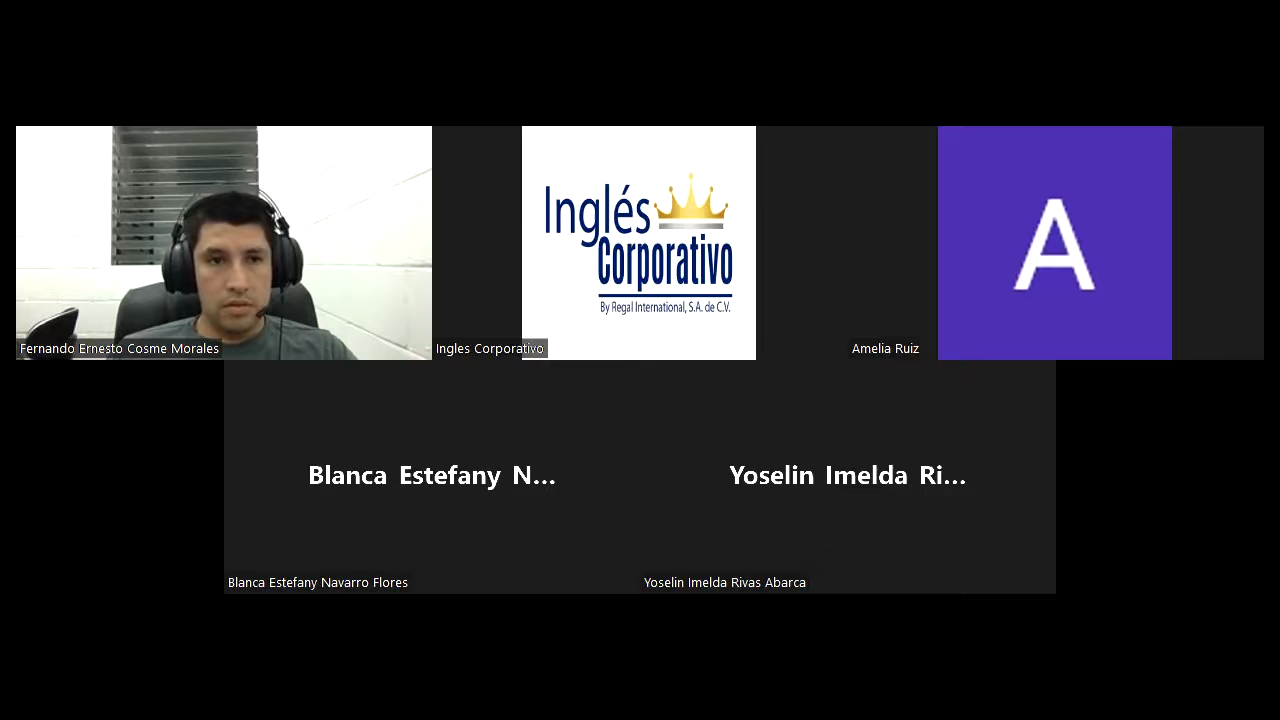 Inglés
Corporativo
By Regal International, S.A. de C.V.
A
Fernando Ernesto Cosme Morales
Ingles Corporativo
Amelia Ruiz
Blanca Estefany N...
Yoselin Imelda Ri...
Blanca Estefany Navarro Flores
Yoselin Imelda Rivas Abarca